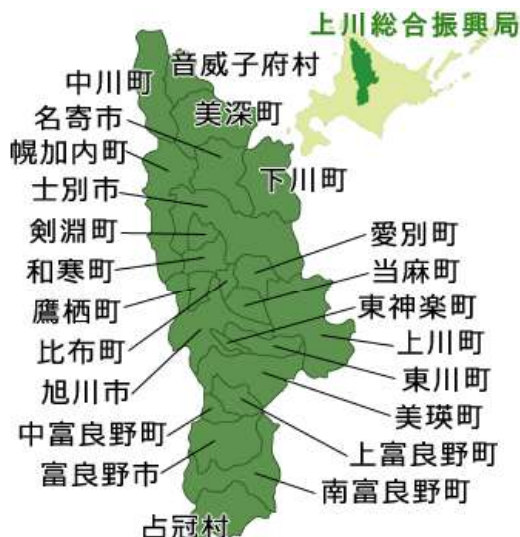 上川総合振興局
音威子府村
中川町
美深町
名寄市
幌加内町
下川町
士別市
剣淵町
愛別町
和寒町
当麻町
鷹栖町
東神楽町
比布町
上川町
旭川市
東川町
美瑛町
中富良野町
上富良野町
富良野市
南富良野町
占冠村